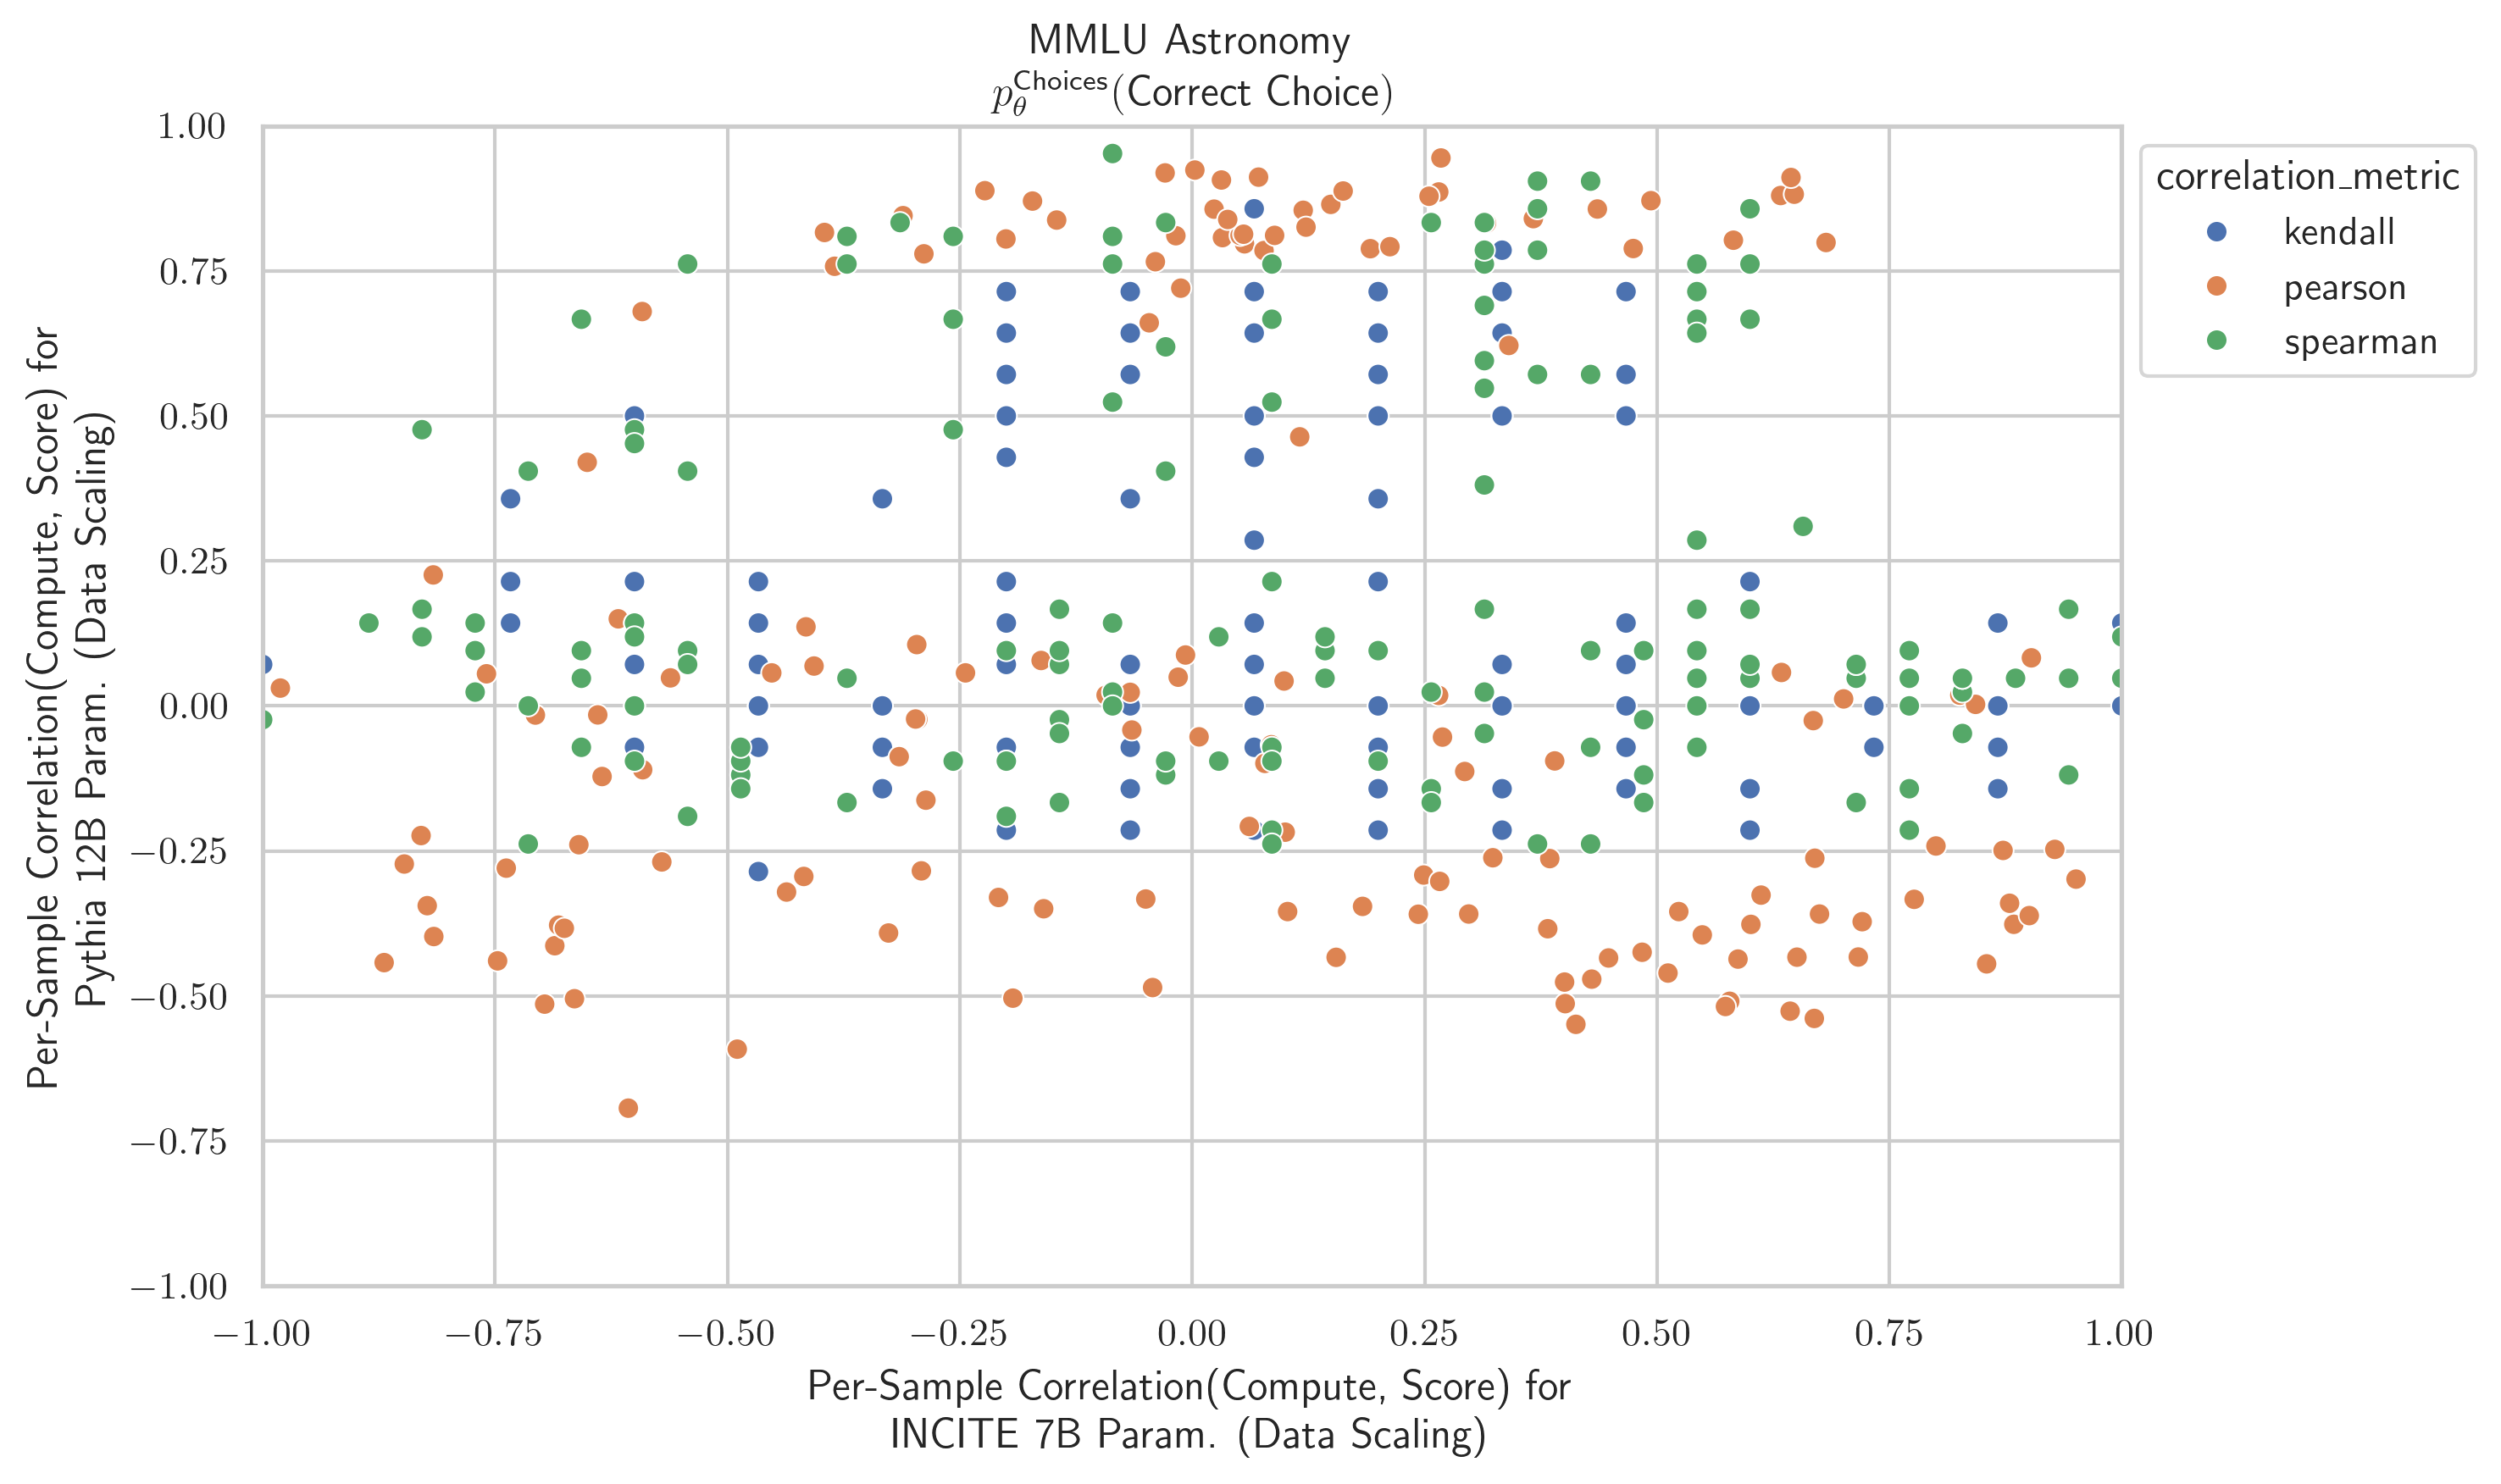 MMLU Astronomy
p_θ^Choices(Correct Choice)
1.00
0.75
0.50
0.25
0.00
−0.25
−0.50
−0.75
−1.00
Per-Sample Correlation(Compute, Score) for
Pythia 12B Param. (Data Scaling)
correlation_metric
kendall
pearson
spearman
−1.00
−0.75
−0.50
−0.25
0.00
0.25
0.50
0.75
1.00
Per-Sample Correlation(Compute, Score) for
INCITE 7B Param. (Data Scaling)